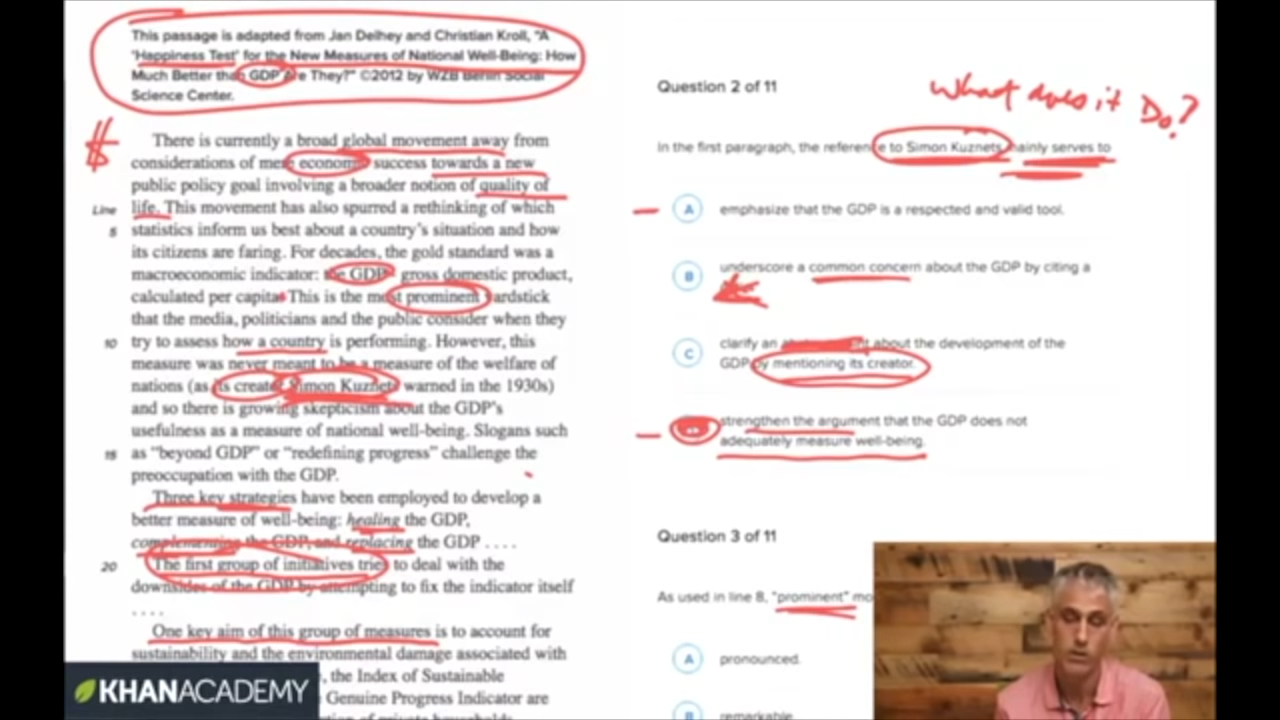 This passage is adapted from Jan Delhey and Christian Kroll, "A
'Happiness Test' for the New Measures of National Well-Being: How
Much Better than GDP Are They?" ©2012 by WZB Berlin Social
Science Center.
$
There is currently a broad global movement away from
considerations of mere economic success towards a new
public policy goal involving a broader notion of quality of
Line life. This movement has also spurred a rethinking of which
5 statistics inform us best about a country's situation and how
its citizens are faring. For decades, the gold standard was a
macroeconomic indicator: the GDP, gross domestic product,
calculated per capita. This is the most prominent yardstick
that the media, politicians and the public consider when they
10 try to assess how a country is performing. However, this
measure was never meant to be a measure of the welfare of
nations (as its creator Simon Kuznets warned in the 1930s)
and so there is growing skepticism about the GDP's
usefulness as a measure of national well-being. Slogans such
15 as "beyond GDP" or "redefining progress" challenge the
preoccupation with the GDP.
Three key strategies have been employed to develop a
better measure of well-being: healing the GDP,
complementing the GDP, and replacing the GDP . . . .
20 The first group of initiatives tries to deal with the
downsides of the GDP by attempting to fix the indicator itself
. . . .
One key aim of this group of measures is to account for
sustainability and the environmental damage associated with
, the Index of Sustainable
Genuine Progress Indicator are
of private households
KHANACADEMY
Question 2 of 11
What does it Do?
In the first paragraph, the reference to Simon Kuznets mainly serves to
A emphasize that the GDP is a respected and valid tool.
B underscore a common concern about the GDP by citing a
C clarify an about the development of the
GDP by mentioning its creator.
strengthen the argument that the GDP does not
adequately measure well-being.
Question 3 of 11
As used in line 8, "prominent" mo
A pronounced.
B remarkable.